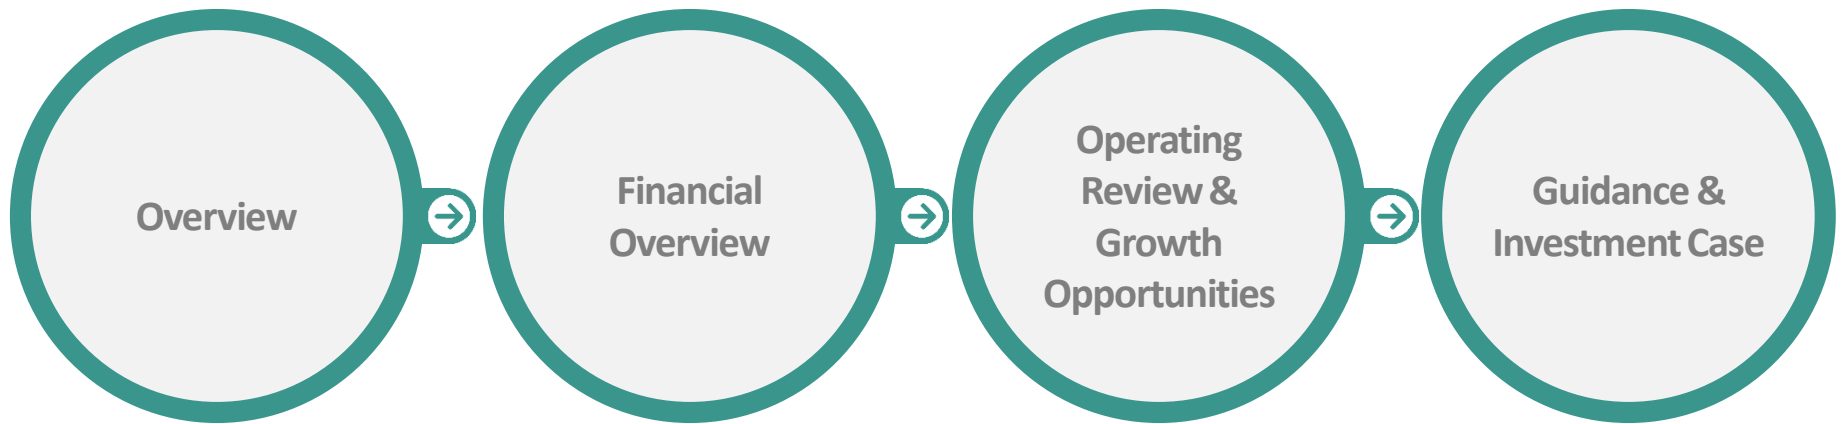 Overview
Financial
Overview
Operating
Review &
Growth
Opportunities
Guidance &
Investment Case